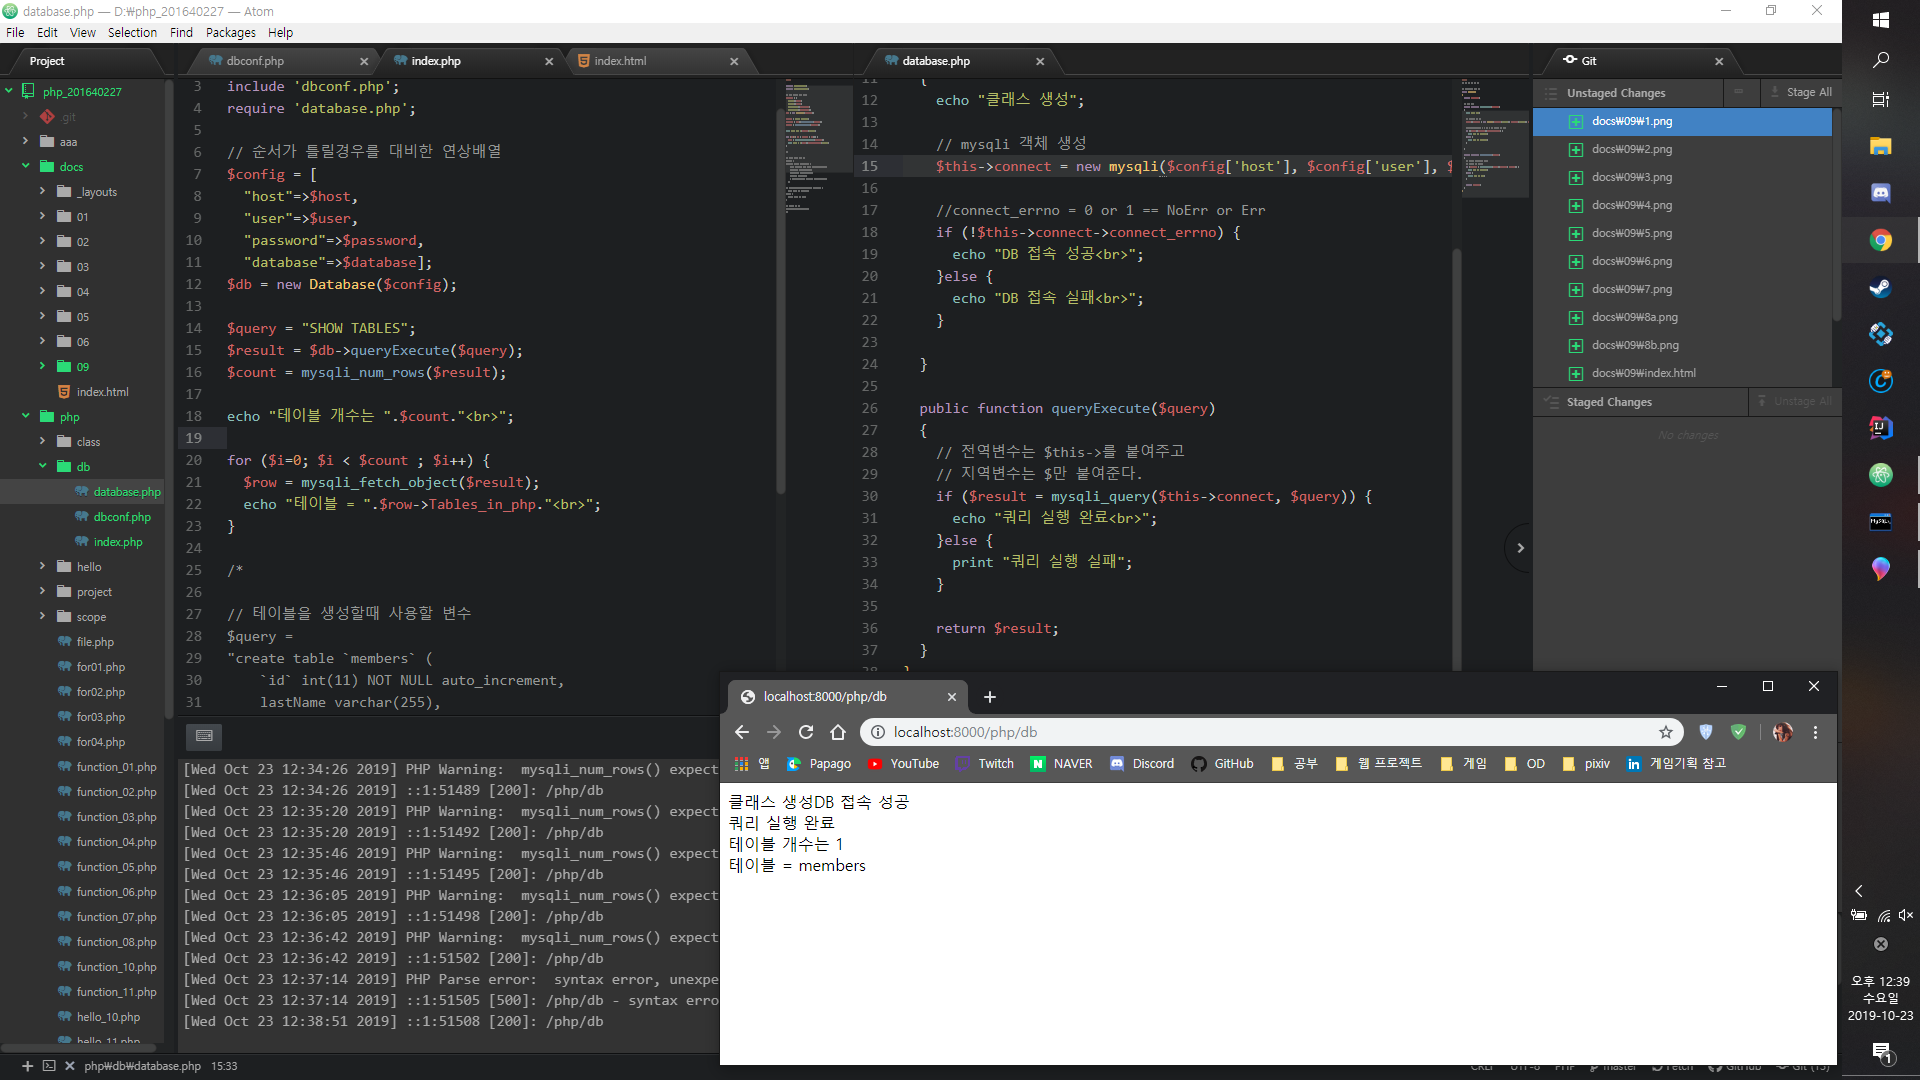 database.php — D:\php_201640227 — Atom
File Edit View Selection Find Packages Help
Project
dbconf.php
index.php
index.html
database.php
Git
php_201640227
.git
aaa
docs
_layouts
01
02
03
04
05
06
09
index.html
php
class
db
database.php
dbconf.php
index.php
hello
project
scope
file.php
for01.php
for02.php
for03.php
for04.php
function_01.php
function_02.php
function_03.php
function_04.php
function_05.php
function_06.php
function_07.php
function_08.php
function_10.php
function_11.php
hello_10.php
hello_11.php
3 include 'dbconf.php';
4 require 'database.php';
5
6 // 순서가 틀릴경우를 대비한 연상배열
7 $config = [
8 "host"=>$host,
9 "user"=>$user,
10 "password"=>$password,
11 "database"=>$database];
12 $db = new Database($config);
13
14 $query = "SHOW TABLES";
15 $result = $db->queryExecute($query);
16 $count = mysqli_num_rows($result);
17
18 echo "테이블 개수는 ".$count."<br>";
19
20 for ($i=0; $i < $count ; $i++) {
21 $row = mysqli_fetch_object($result);
22 echo "테이블 = ".$row->Tables_in_php."<br>";
23 }
24
25 /*
26
27 // 테이블을 생성할때 사용할 변수
28 $query =
29 "create table `members` (
30 `id` int(11) NOT NULL auto_increment,
31 lastName varchar(255),
11 {
12 echo "클래스 생성";
13
14 // mysqli 객체 생성
15 $this->connect = new mysqli($config['host'], $config['user'], $
16
17 //connect_errno = 0 or 1 == NoErr or Err
18 if (!$this->connect->connect_errno) {
19 echo "DB 접속 성공<br>";
20 }else {
21 echo "DB 접속 실패<br>";
22 }
23
24 }
25
26 public function queryExecute($query)
27 {
28 // 전역변수는 $this->를 붙여주고
29 // 지역변수는 $만 붙여준다.
30 if ($result = mysqli_query($this->connect, $query)) {
31 echo "쿼리 실행 완료<br>";
32 }else {
33 print "쿼리 실행 실패";
34 }
35
36 return $result;
37 }
38 }
Unstaged Changes
Stage All
docs₩09₩1.png
docs₩09₩2.png
docs₩09₩3.png
docs₩09₩4.png
docs₩09₩5.png
docs₩09₩6.png
docs₩09₩7.png
docs₩09₩8a.png
docs₩09₩8b.png
docs₩09₩index.html
Staged Changes
Unstage All
No changes
[Wed Oct 23 12:34:26 2019] PHP Warning:  mysqli_num_rows() expect
[Wed Oct 23 12:34:26 2019] ::1:51489 [200]: /php/db
[Wed Oct 23 12:35:20 2019] PHP Warning:  mysqli_num_rows() expect
[Wed Oct 23 12:35:20 2019] ::1:51492 [200]: /php/db
[Wed Oct 23 12:35:46 2019] PHP Warning:  mysqli_num_rows() expect
[Wed Oct 23 12:35:46 2019] ::1:51495 [200]: /php/db
[Wed Oct 23 12:36:05 2019] PHP Warning:  mysqli_num_rows() expect
[Wed Oct 23 12:36:05 2019] ::1:51498 [200]: /php/db
[Wed Oct 23 12:36:42 2019] PHP Warning:  mysqli_num_rows() expect
[Wed Oct 23 12:36:42 2019] ::1:51502 [200]: /php/db
[Wed Oct 23 12:37:14 2019] PHP Parse error:  syntax error, unexpe
[Wed Oct 23 12:37:14 2019] ::1:51505 [500]: /php/db - syntax erro
[Wed Oct 23 12:38:51 2019] ::1:51508 [200]: /php/db
localhost:8000/php/db
localhost:8000/php/db
앱 Papago YouTube Twitch NAVER Discord GitHub 공부 웹 프로젝트 게임 OD pixiv 게임기획 참고
클래스 생성DB 접속 성공
쿼리 실행 완료
테이블 개수는 1
테이블 = members
php₩db₩database.php 15:33
CRLF UTF-8 PHP master Fetch GitHub Git (15)
오후 12:39
수요일
2019-10-23
1